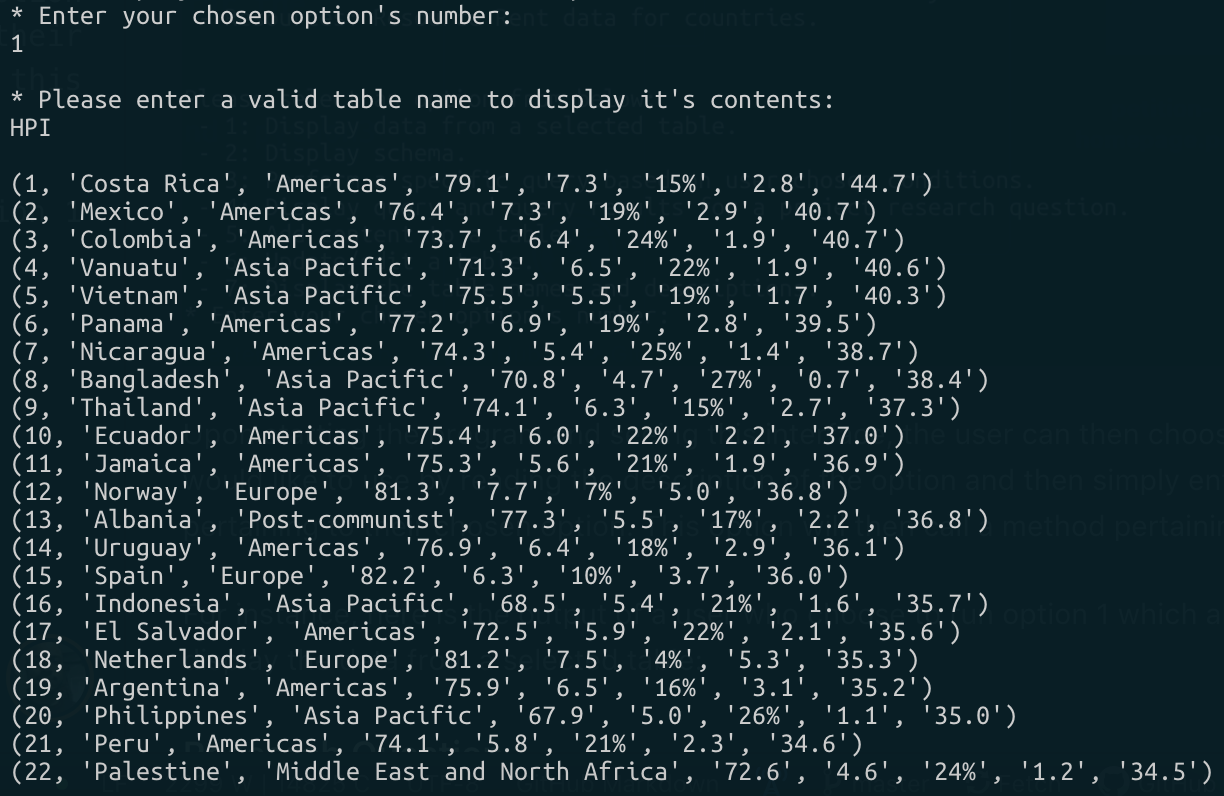 * Enter your chosen option's number:
1
* Please enter a valid table name to display it's contents:
HPI
(1, 'Costa Rica', 'Americas', '79.1', '7.3', '15%', '2.8', '44.7')
(2, 'Mexico', 'Americas', '76.4', '7.3', '19%', '2.9', '40.7')
(3, 'Colombia', 'Americas', '73.7', '6.4', '24%', '1.9', '40.7')
(4, 'Vanuatu', 'Asia Pacific', '71.3', '6.5', '22%', '1.9', '40.6')
(5, 'Vietnam', 'Asia Pacific', '75.5', '5.5', '19%', '1.7', '40.3')
(6, 'Panama', 'Americas', '77.2', '6.9', '19%', '2.8', '39.5')
(7, 'Nicaragua', 'Americas', '74.3', '5.4', '25%', '1.4', '38.7')
(8, 'Bangladesh', 'Asia Pacific', '70.8', '4.7', '27%', '0.7', '38.4')
(9, 'Thailand', 'Asia Pacific', '74.1', '6.3', '15%', '2.7', '37.3')
(10, 'Ecuador', 'Americas', '75.4', '6.0', '22%', '2.2', '37.0')
(11, 'Jamaica', 'Americas', '75.3', '5.6', '21%', '1.9', '36.9')
(12, 'Norway', 'Europe', '81.3', '7.7', '7%', '5.0', '36.8')
(13, 'Albania', 'Post-communist', '77.3', '5.5', '17%', '2.2', '36.8')
(14, 'Uruguay', 'Americas', '76.9', '6.4', '18%', '2.9', '36.1')
(15, 'Spain', 'Europe', '82.2', '6.3', '10%', '3.7', '36.0')
(16, 'Indonesia', 'Asia Pacific', '68.5', '5.4', '21%', '1.6', '35.7')
(17, 'El Salvador', 'Americas', '72.5', '5.9', '22%', '2.1', '35.6')
(18, 'Netherlands', 'Europe', '81.2', '7.5', '4%', '5.3', '35.3')
(19, 'Argentina', 'Americas', '75.9', '6.5', '16%', '3.1', '35.2')
(20, 'Philippines', 'Asia Pacific', '67.9', '5.0', '26%', '1.1', '35.0')
(21, 'Peru', 'Americas', '74.1', '5.8', '21%', '2.3', '34.6')
(22, 'Palestine', 'Middle East and North Africa', '72.6', '4.6', '24%', '1.2', '34.5')